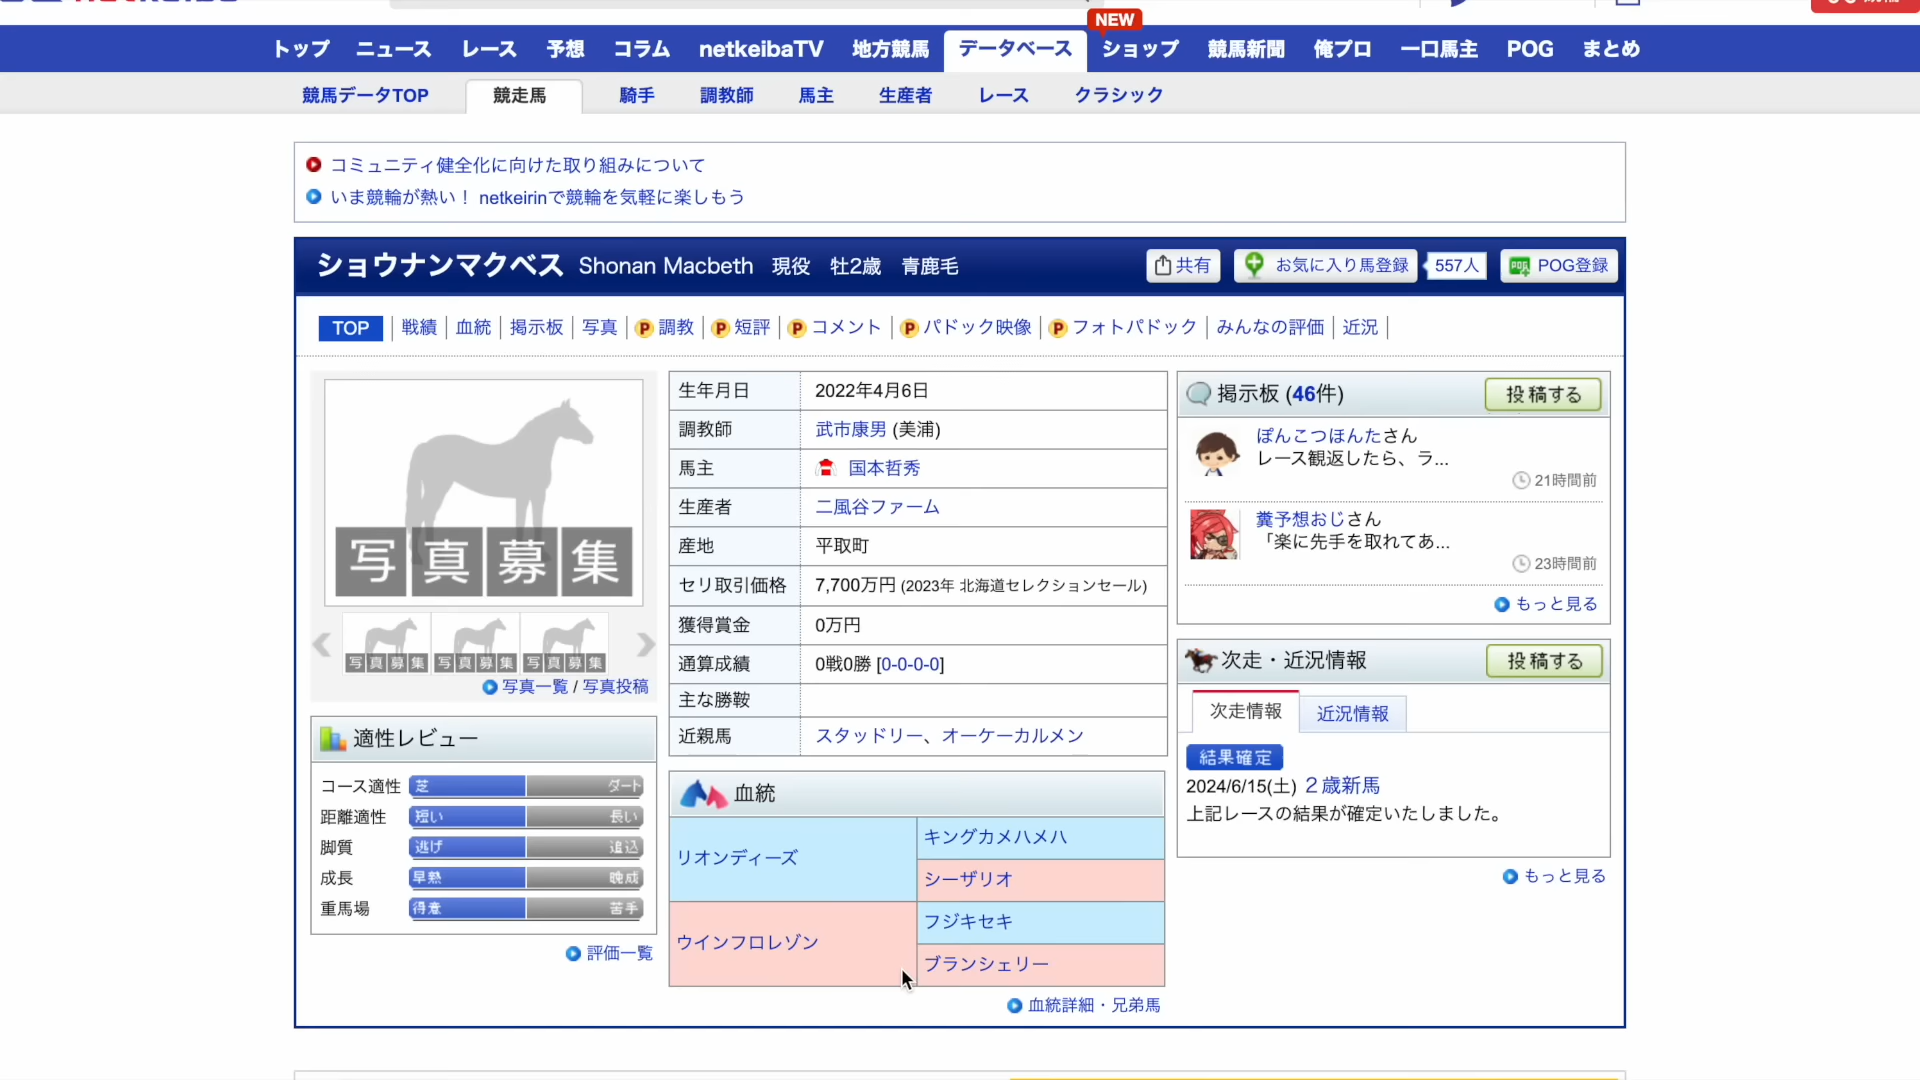 NEW
トップ ニュース レース 予想 コラム netkeibaTV 地方競馬 データベース ショップ 競馬新聞 俺プロ 一口馬主 POG まとめ
競馬データTOP 競走馬 騎手 調教師 馬主 生産者 レース クラシック
コミュニティ健全化に向けた取り組みについて
いま競輪が熱い！ netkeirinで競輪を気軽に楽しもう
ショウナンマクベス Shonan Macbeth 現役 牡2歳 青鹿毛 共有 お気に入り馬登録 557人 POG登録
TOP 戦績 血統 掲示板 写真 P 調教 P 短評 P コメント P パドック映像 P フォトパドック みんなの評価 近況
写真募集
写真募集 写真募集 写真募集
写真一覧 / 写真投稿
適性レビュー
コース適性 芝 ダート
距離適性 短い 長い
脚質 逃げ 追込
成長 早熟 晩成
重馬場 得意 苦手
評価一覧
生年月日 2022年4月6日
調教師 武市康男 (美浦)
馬主 国本哲秀
生産者 二風谷ファーム
産地 平取町
セリ取引価格 7,700万円 (2023年 北海道セレクションセール)
獲得賞金 0万円
通算成績 0戦0勝 [0-0-0-0]
主な勝鞍
近親馬 スタッドリー、オーケーカルメン
血統
リオンディーズ
キングカメハメハ
シーザリオ
ウインフロレゾン
フジキセキ
ブランシェリー
血統詳細・兄弟馬
掲示板 (46件) 投稿する
ぽんこつほんたさん
レース観返したら、ラ...
21時間前
糞予想おじさん
「楽に先手を取れてあ...
23時間前
もっと見る
次走・近況情報 投稿する
次走情報 近況情報
結果確定
2024/6/15(土) ２歳新馬
上記レースの結果が確定いたしました。
もっと見る